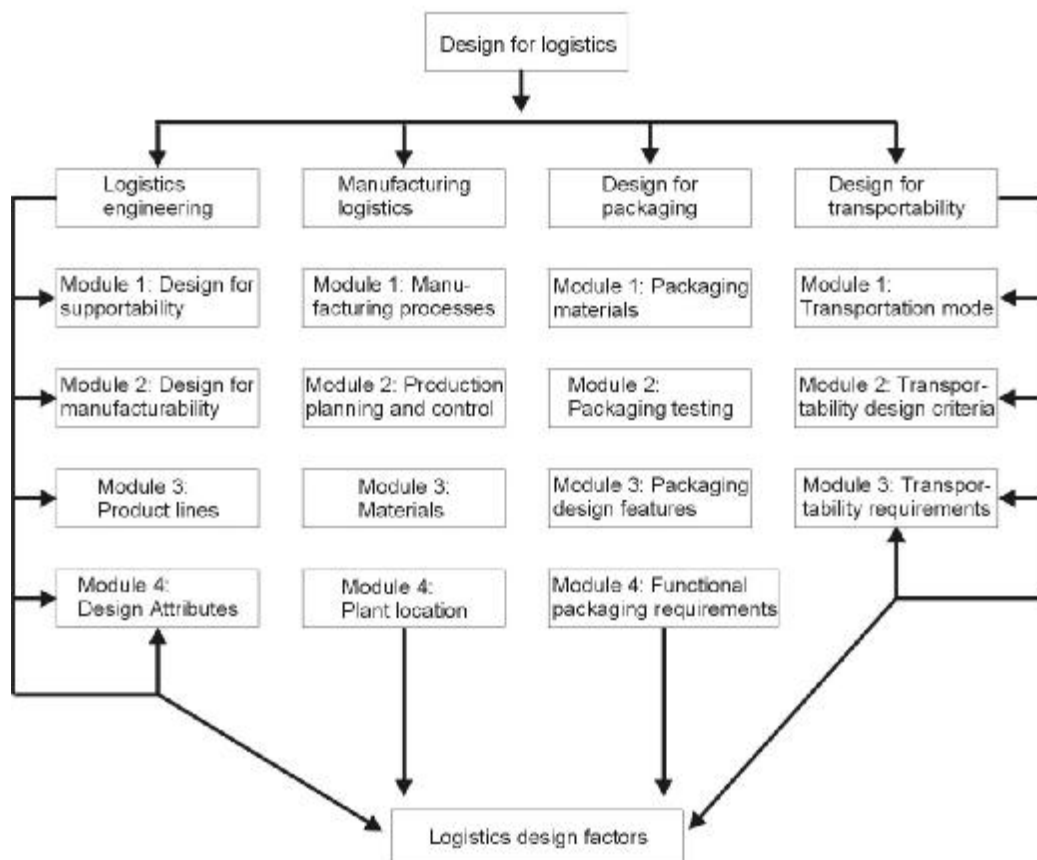 Design for logistics
Logistics
engineering
Manufacturing
logistics
Design for
packaging
Design for
transportability
Module 1: Design for
supportability
Module 1: Manu-
facturing processes
Module 1: Packaging
materials
Module 1:
Transportation mode
Module 2: Design for
manufacturability
Module 2: Production
planning and control
Module 2:
Packaging testing
Module 2: Transpor-
tability design criteria
Module 3:
Product lines
Module 3:
Materials
Module 3: Packaging
design features
Module 3: Transpor-
tability requirements
Module 4:
Design Attributes
Module 4:
Plant location
Module 4: Functional
packaging requirements
Logistics design factors